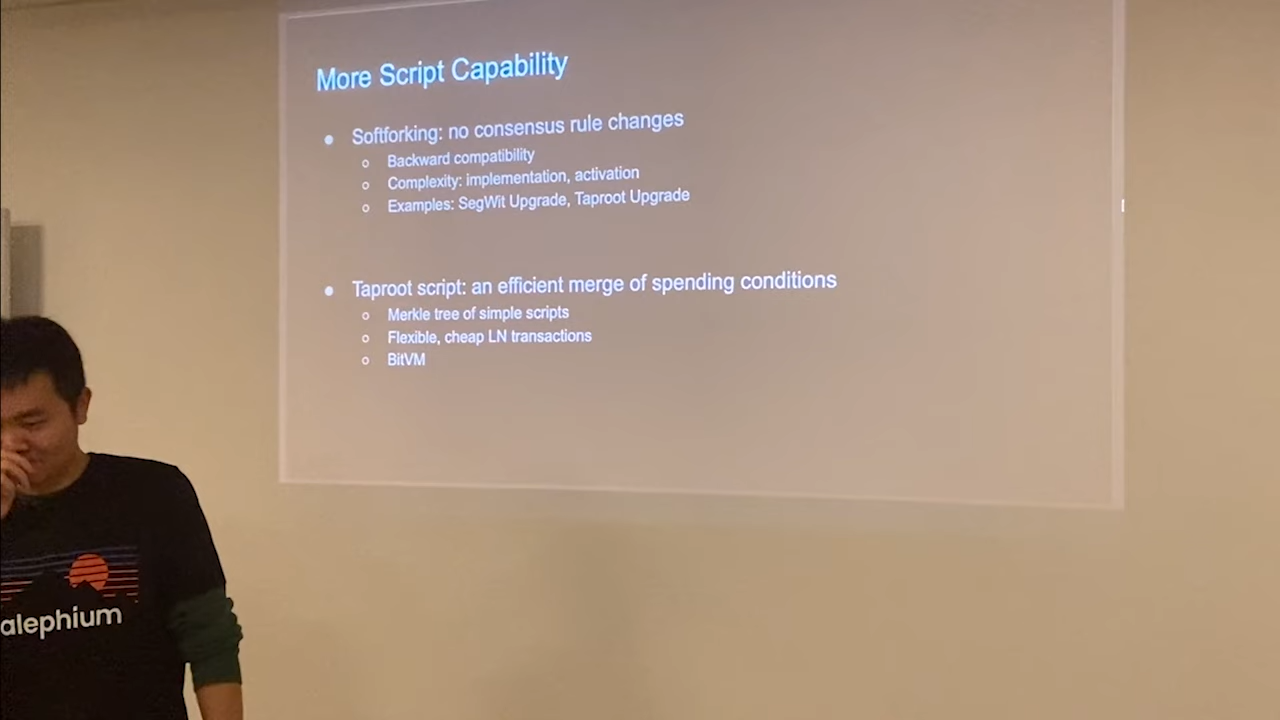 More Script Capability
● Softforking: no consensus rule changes
○ Backward compatibility
○ Complexity: implementation, activation
○ Examples: SegWit Upgrade, Taproot Upgrade
● Taproot script: an efficient merge of spending conditions
○ Merkle tree of simple scripts
○ Flexible, cheap LN transactions
○ BitVM
alephium